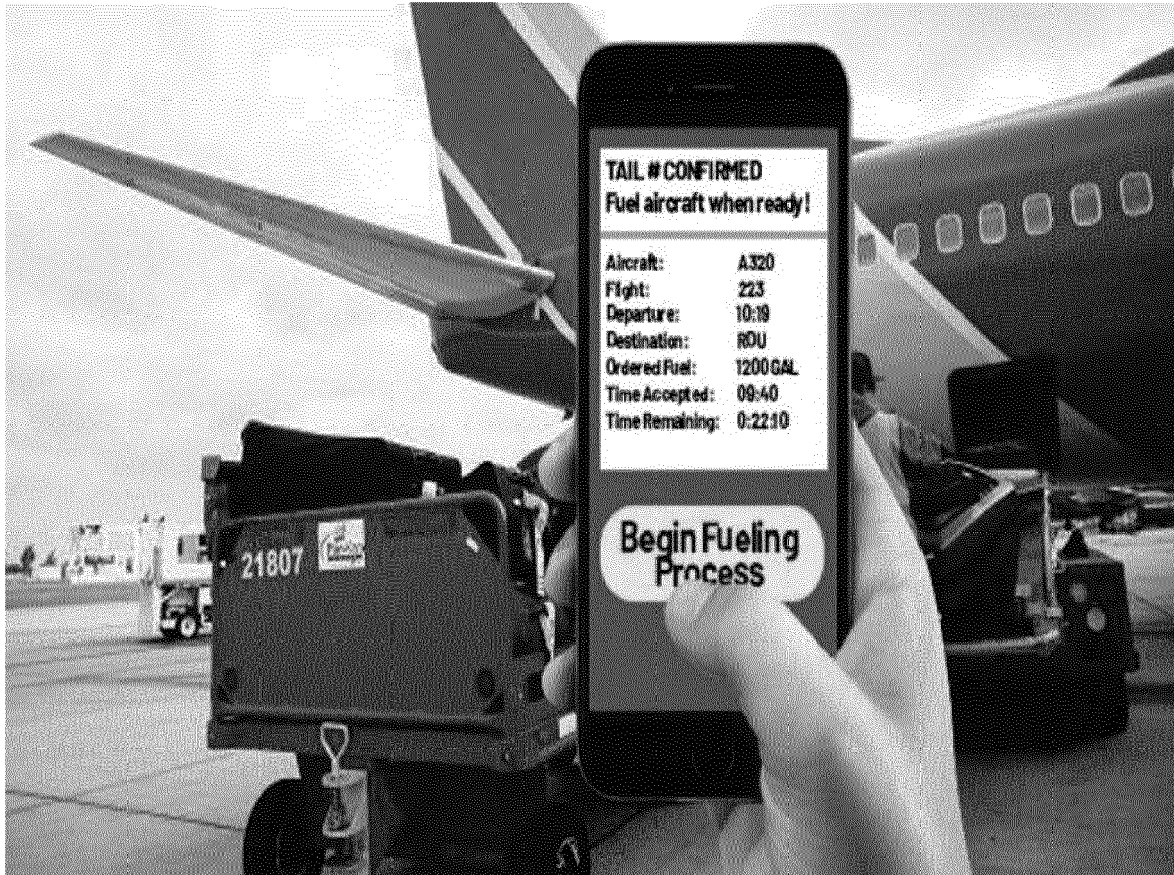 TAIL # CONFIRMED
Fuel aircraft when ready!
Aircraft: A320
Flight: 223
Departure: 10:19
Destination: RDU
Ordered Fuel: 1200 GAL
Time Accepted: 09:40
Time Remaining: 0:22:10
Begin Fueling
Process
21807